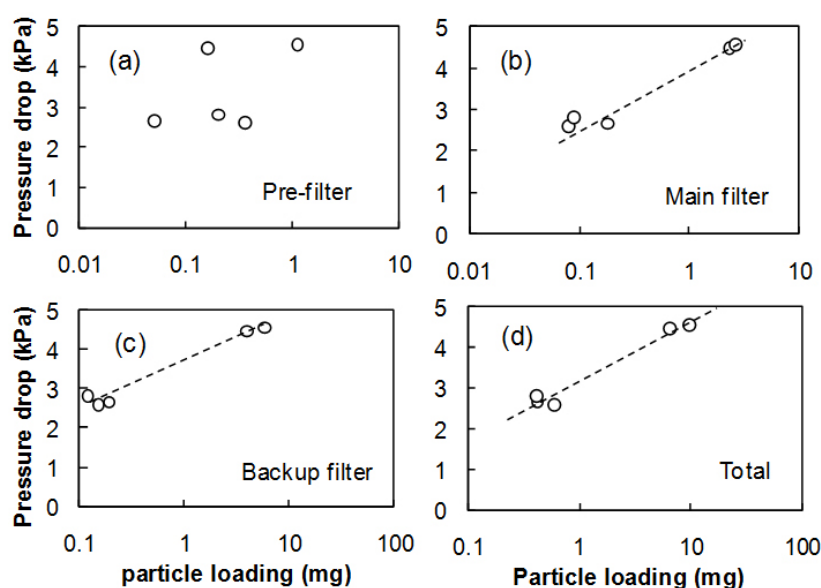 Pressure drop (kPa)
5
4
3
2
1
0
(a)
Pre-filter
0.01 0.1 1 10
5
4
3
2
1
0
(b)
Main filter
0.01 0.1 1 10
Pressure drop (kPa)
5
4
3
2
1
0
(c)
Backup filter
0.1 1 10 100
particle loading (mg)
5
4
3
2
1
0
(d)
Total
0.1 1 10 100
Particle loading (mg)